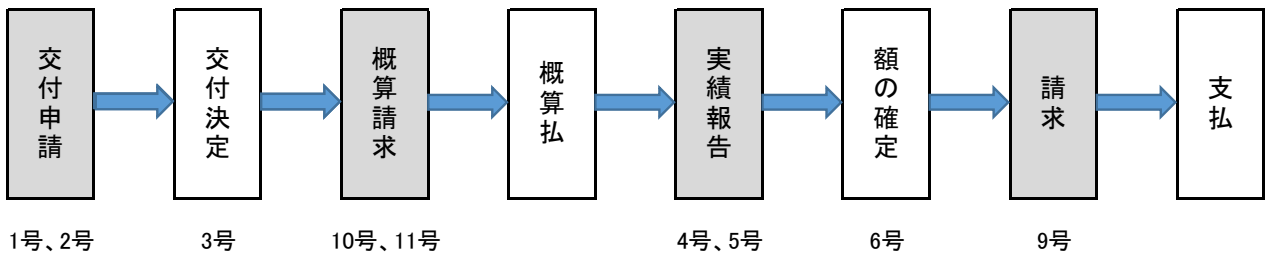 交付申請
交付決定
概算請求
概算払
実績報告
額の確定
請求
支払
1号、2号
3号
10号、11号
4号、5号
6号
9号